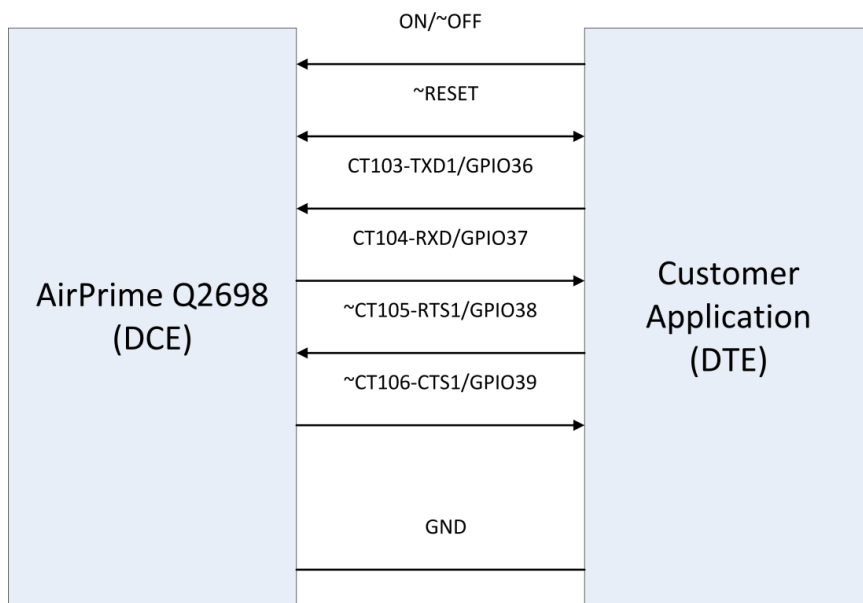 ON/~OFF
~RESET
CT103-TXD1/GPIO36
CT104-RXD/GPIO37
~CT105-RTS1/GPIO38
~CT106-CTS1/GPIO39
GND
AirPrime Q2698
(DCE)
Customer
Application
(DTE)